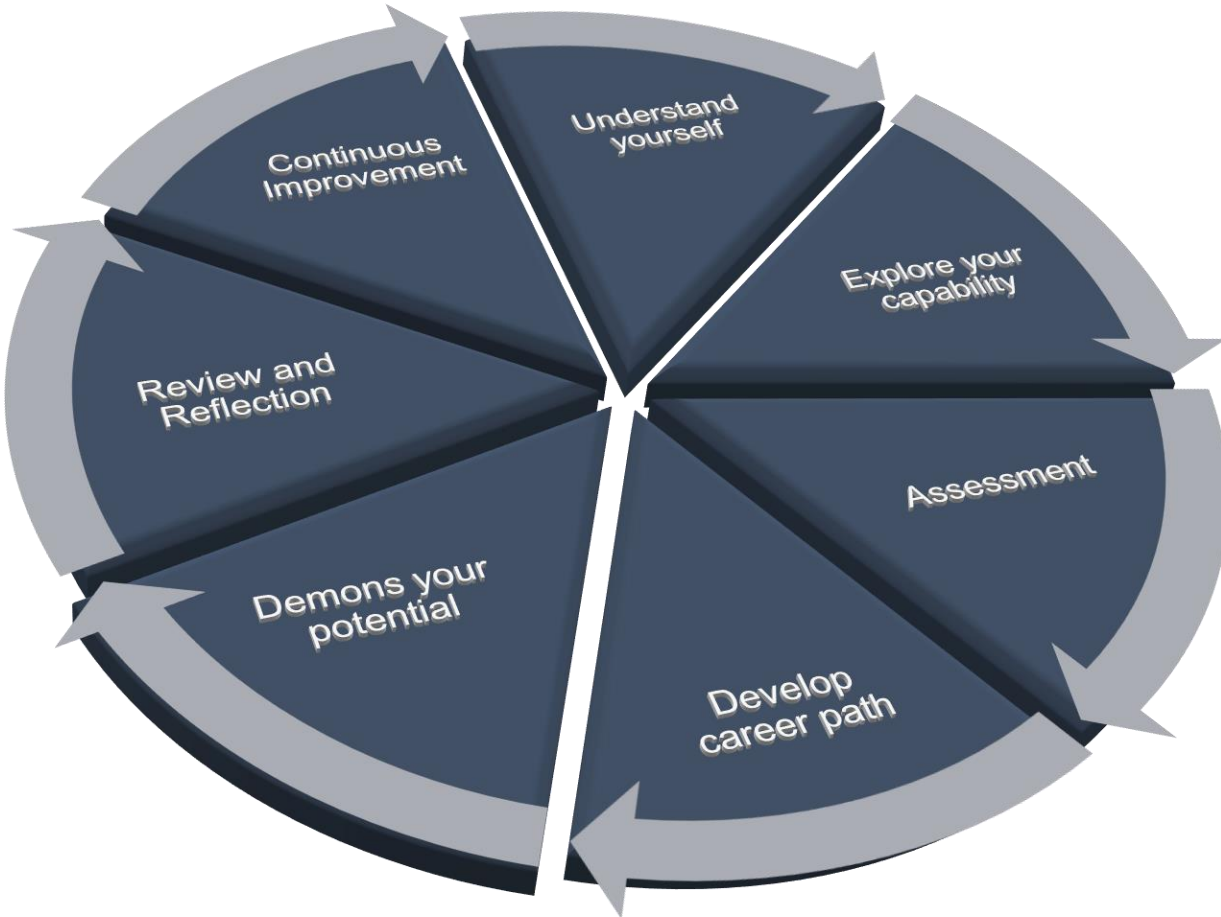 Understand
yourself
Explore your
capability
Assessment
Develop
career path
Demons your
potential
Review and
Reflection
Continuous
Improvement